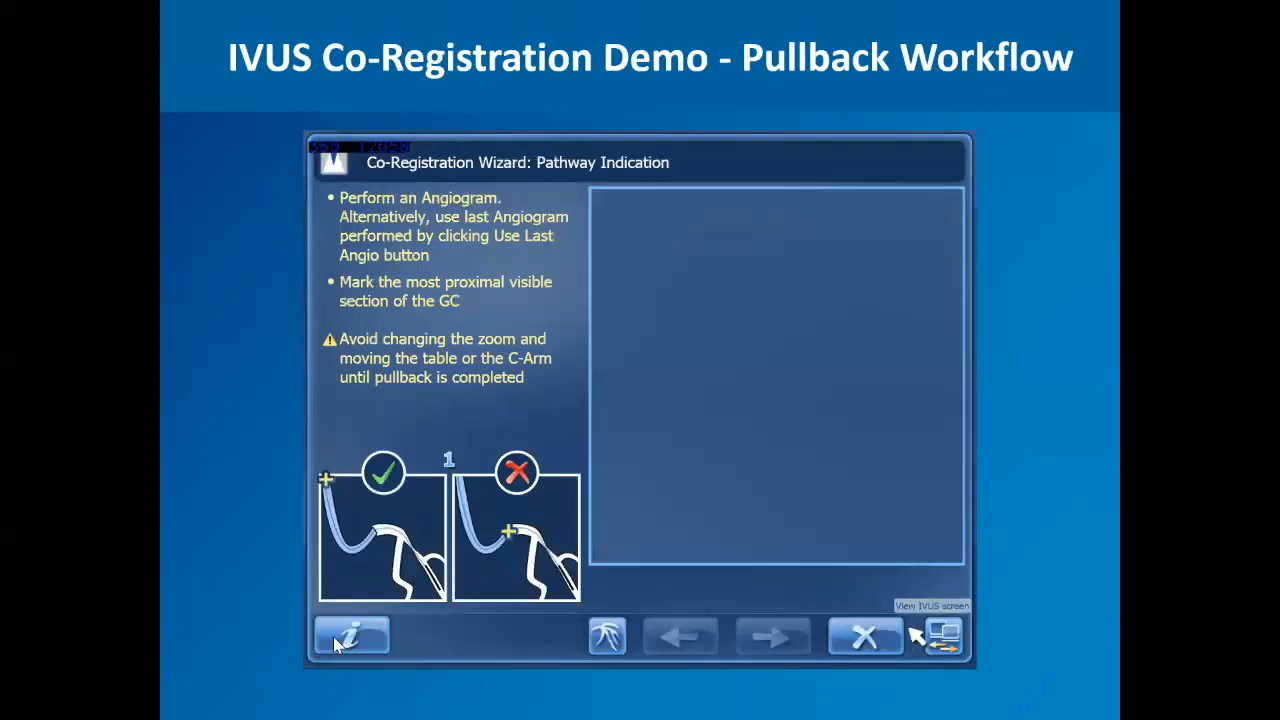 IVUS Co-Registration Demo - Pullback Workflow
Co-Registration Wizard: Pathway Indication
• Perform an Angiogram.
Alternatively, use last Angiogram
performed by clicking Use Last
Angio button
• Mark the most proximal visible
section of the GC
Avoid changing the zoom and
moving the table or the C-Arm
until pullback is completed
1
View IVUS screen
i